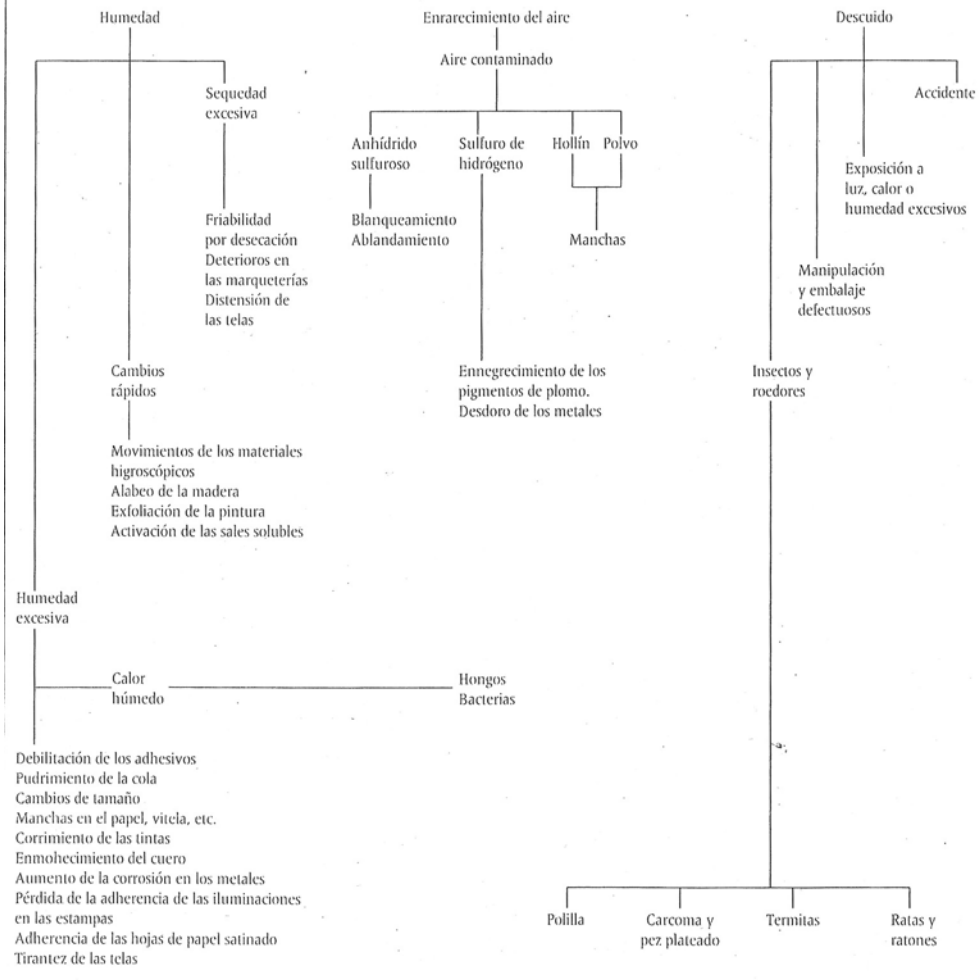 Humedad
Enrarecimiento del aire
Descuido
Aire contaminado
Sequedad
excesiva
Accidente
Anhídrido
sulfuroso
Sulfuro de
hidrógeno
Hollín
Polvo
Exposición a
luz, calor o
humedad excesivos
Friabilidad
por desecación
Deterioros en
las marqueterías
Distensión de
las telas
Blanqueamiento
Ablandamiento
Manchas
Manipulación
y embalaje
defectuosos
Cambios
rápidos
Ennegrecimiento de los
pigmentos de plomo.
Desdoro de los metales
Insectos y
roedores
Movimientos de los materiales
higroscópicos
Alabeo de la madera
Exfoliación de la pintura
Activación de las sales solubles
Humedad
excesiva
Calor
húmedo
Hongos
Bacterias
Debilitación de los adhesivos
Pudrimiento de la cola
Cambios de tamaño
Manchas en el papel, vitela, etc.
Corrimiento de las tintas
Enmohecimiento del cuero
Aumento de la corrosión en los metales
Pérdida de la adherencia de las iluminaciones
en las estampas
Adherencia de las hojas de papel satinado
Tirantez de las telas
Polilla
Carcoma y
pez plateado
Termitas
Ratas y
ratones